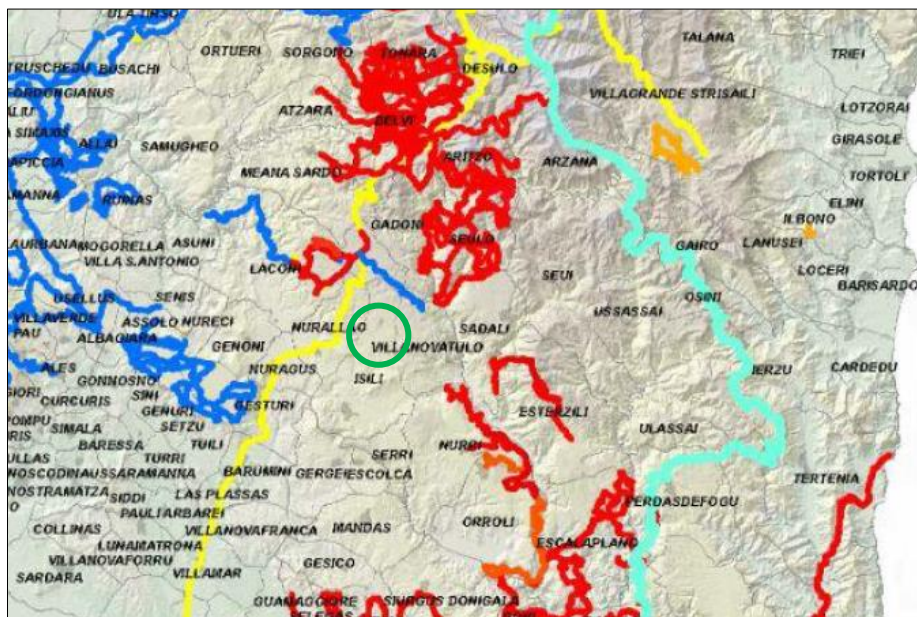 ULA TIRSO
ORTUERI
SORGONO
TONARA
DESULO
TALANA
TRIEI
BUSACHI
VILLAGRANDE STRISAILI
LOTZORAI
ATZARA
BELVI
GIRASOLE
ALLAI
SAMUGHEO
MEANA SARDO
ARITZO
ARZANA
TORTOLI
RUINAS
ELINI
ILBONO
GADONI
MOGORELLA
ASUNI
LANUSEI
GAIRO
VILLA S.ANTONIO
LACONI
SEULO
SEUI
LOCERI
BARISARDO
USELLUS
SENIS
OSINI
USSASSAI
VILLAVERDE
ASSOLO
NURECI
NURALLAO
SADALI
PAU
ALBAGIARA
GENONI
VILLANOVATULO
ALES
NURAGUS
ISILI
JERZU
CARDEDU
GONNOSNO
SINI
CURCURIS
GENURI
GESTURI
ESTERZILI
SIMALA
SETZU
ULASSAI
BARESSA
TUILI
NURRI
SERRI
TURRI
BARUMINI
GERGEI
ESCOLCA
TERTENIA
SIDDI
LAS PLASSAS
PERDASDEFOGU
PAULI ARBAREI
COLLINAS
VILLANOVAFRANCA
MANDAS
ORROLI
LUNAMATRONA
ESCALAPLANO
VILLANOVAFORRU
GESICO
SARDARA
VILLAMAR
GUAMAGGIORE
SIURGUS DONIGALA